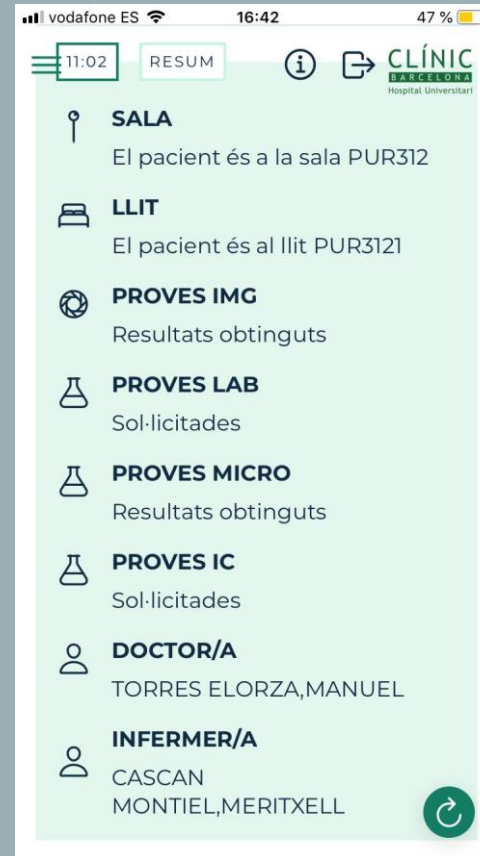 vodafone ES 16:42 47 %
11:02 RESUM i CLÍNIC
BARCELONA
Hospital Universitari
SALA
El pacient és a la sala PUR312
LLIT
El pacient és al llit PUR3121
PROVES IMG
Resultats obtinguts
PROVES LAB
Sol·licitades
PROVES MICRO
Resultats obtinguts
PROVES IC
Sol·licitades
DOCTOR/A
TORRES ELORZA,MANUEL
INFERMER/A
CASCAN
MONTIEL,MERITXELL